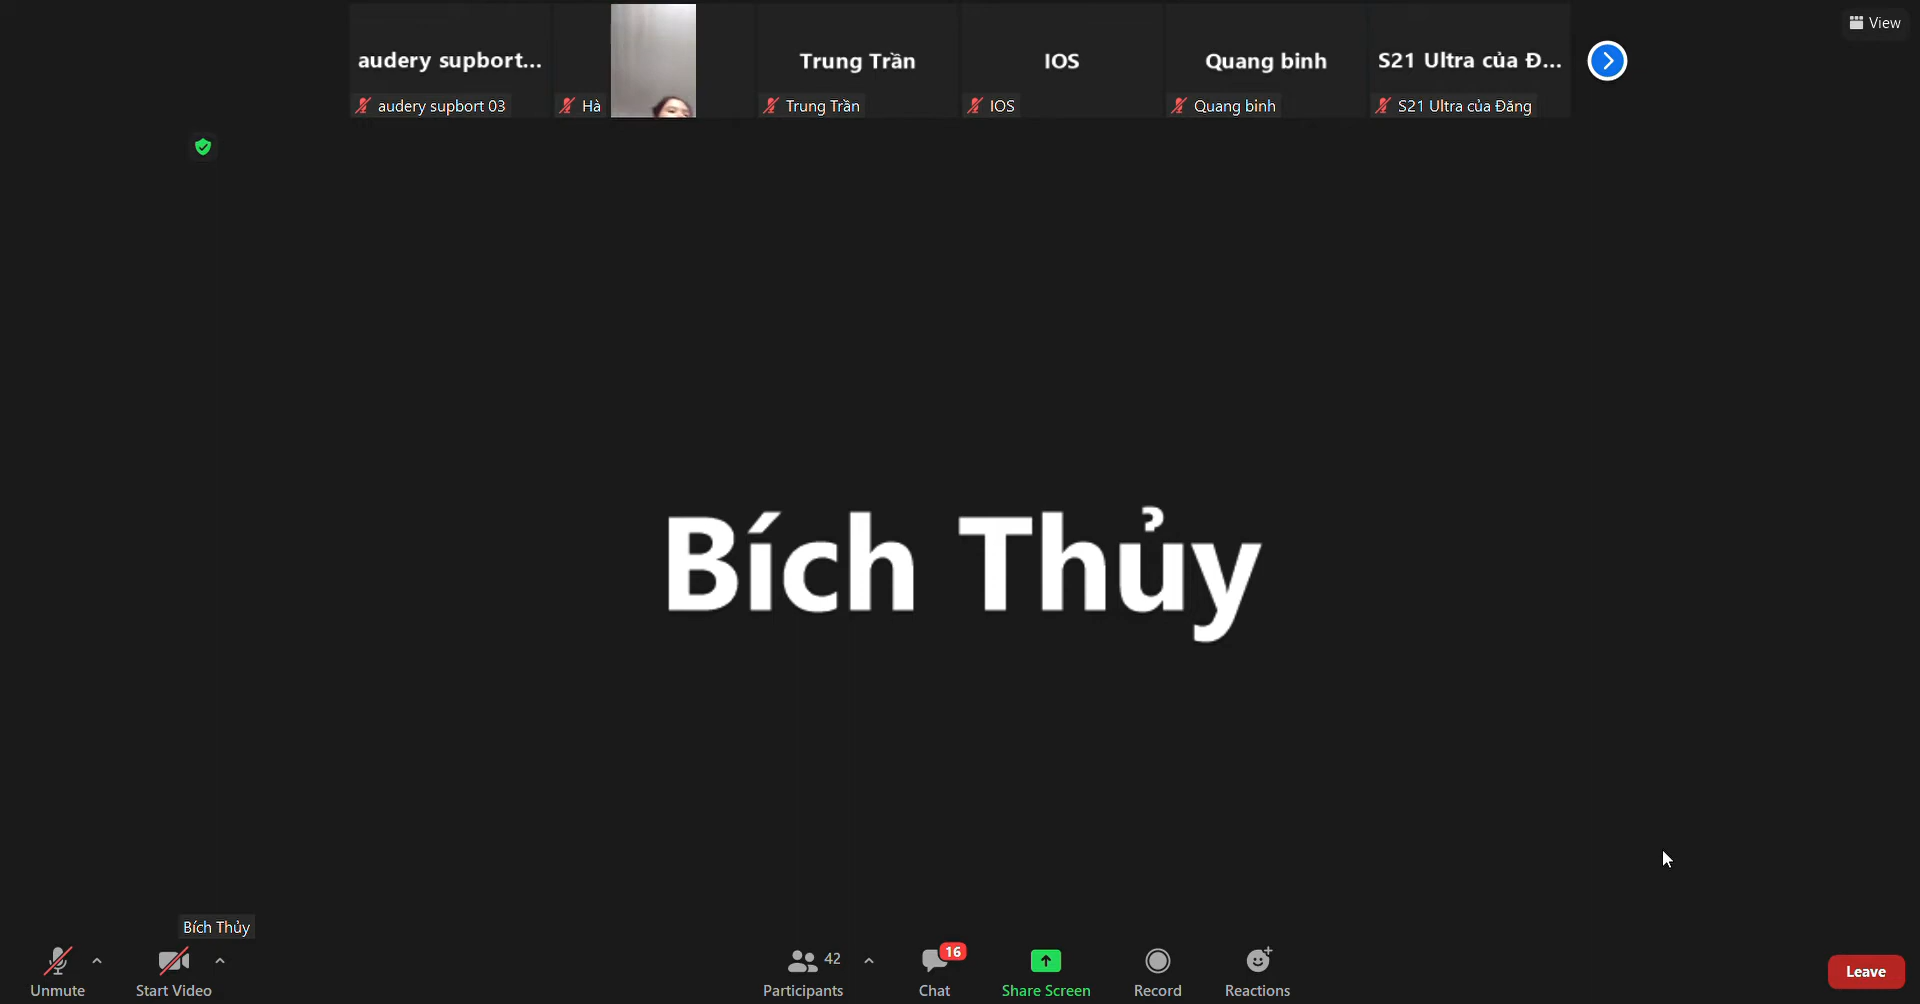 audery supbort...
Trung Trần
IOS
Quang binh
S21 Ultra của Đ...
View
audery supbort 03
Hà
Trung Trần
IOS
Quang binh
S21 Ultra của Đăng
Bích Thủy
Bích Thủy
42
16
Unmute
Start Video
Participants
Chat
Share Screen
Record
Reactions
Leave